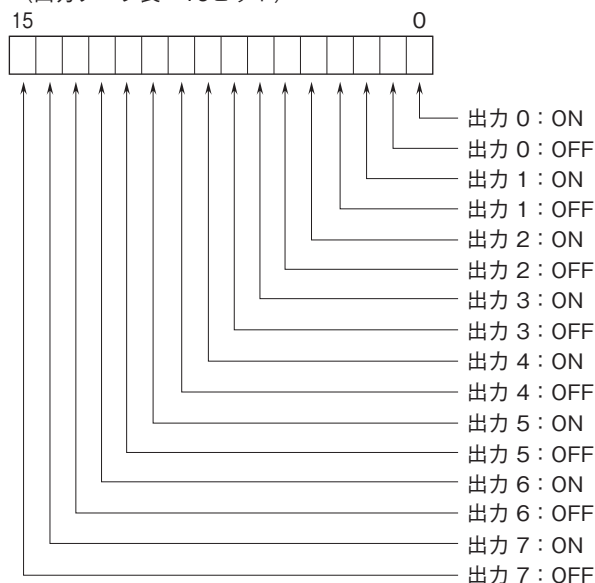 15 0
出力 0：ON
出力 0：OFF
出力 1：ON
出力 1：OFF
出力 2：ON
出力 2：OFF
出力 3：ON
出力 3：OFF
出力 4：ON
出力 4：OFF
出力 5：ON
出力 5：OFF
出力 6：ON
出力 6：OFF
出力 7：ON
出力 7：OFF